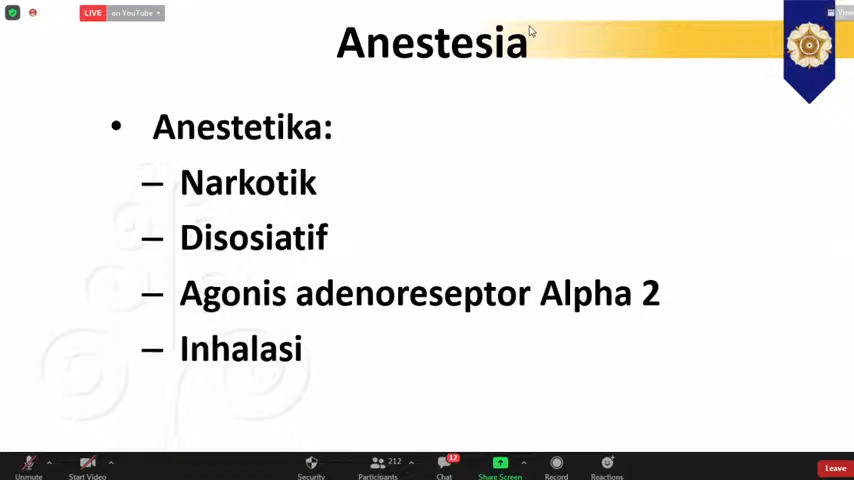 LIVE on YouTube
View
Anestesia
• Anestetika:
– Narkotik
– Disosiatif
– Agonis adenoreseptor Alpha 2
– Inhalasi
Unmute Start Video Security Participants 212 Chat 12 Share Screen Record Reactions Leave